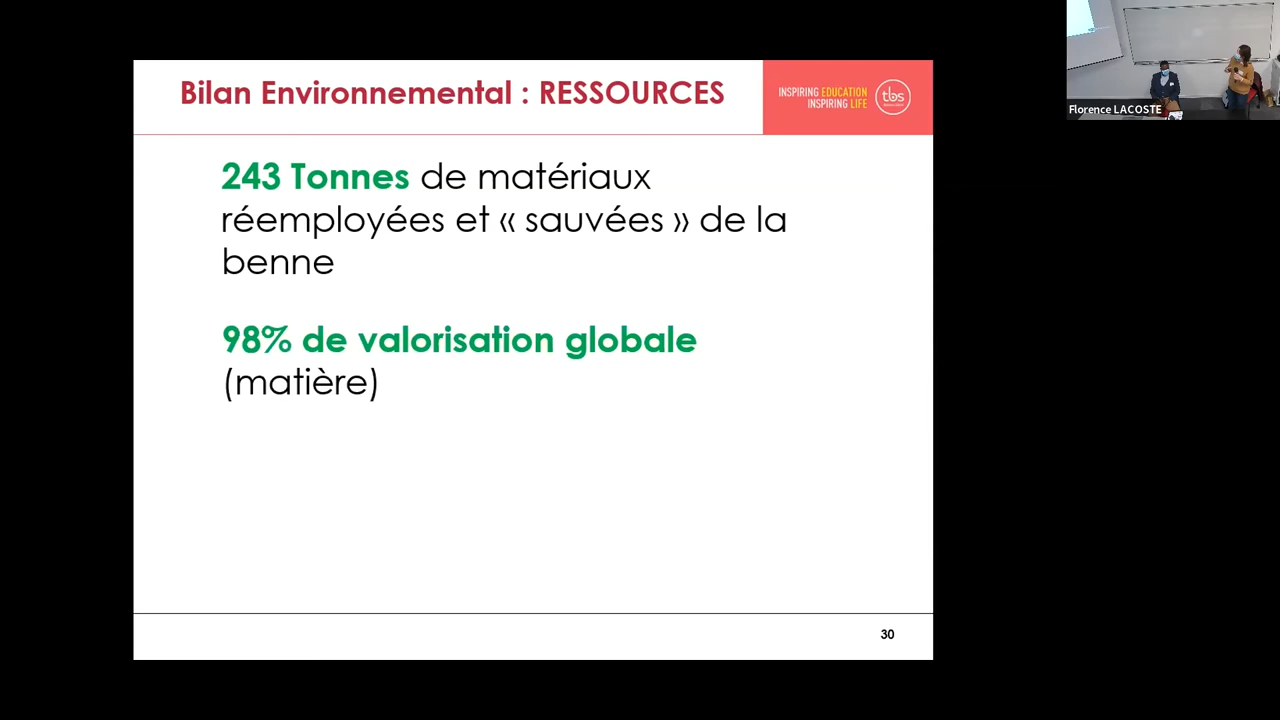 Bilan Environnemental : RESSOURCES
INSPIRING EDUCATION
INSPIRING LIFE
tbs
243 Tonnes de matériaux
réemployées et « sauvées » de la
benne
98% de valorisation globale
(matière)
30
Florence LACOSTE